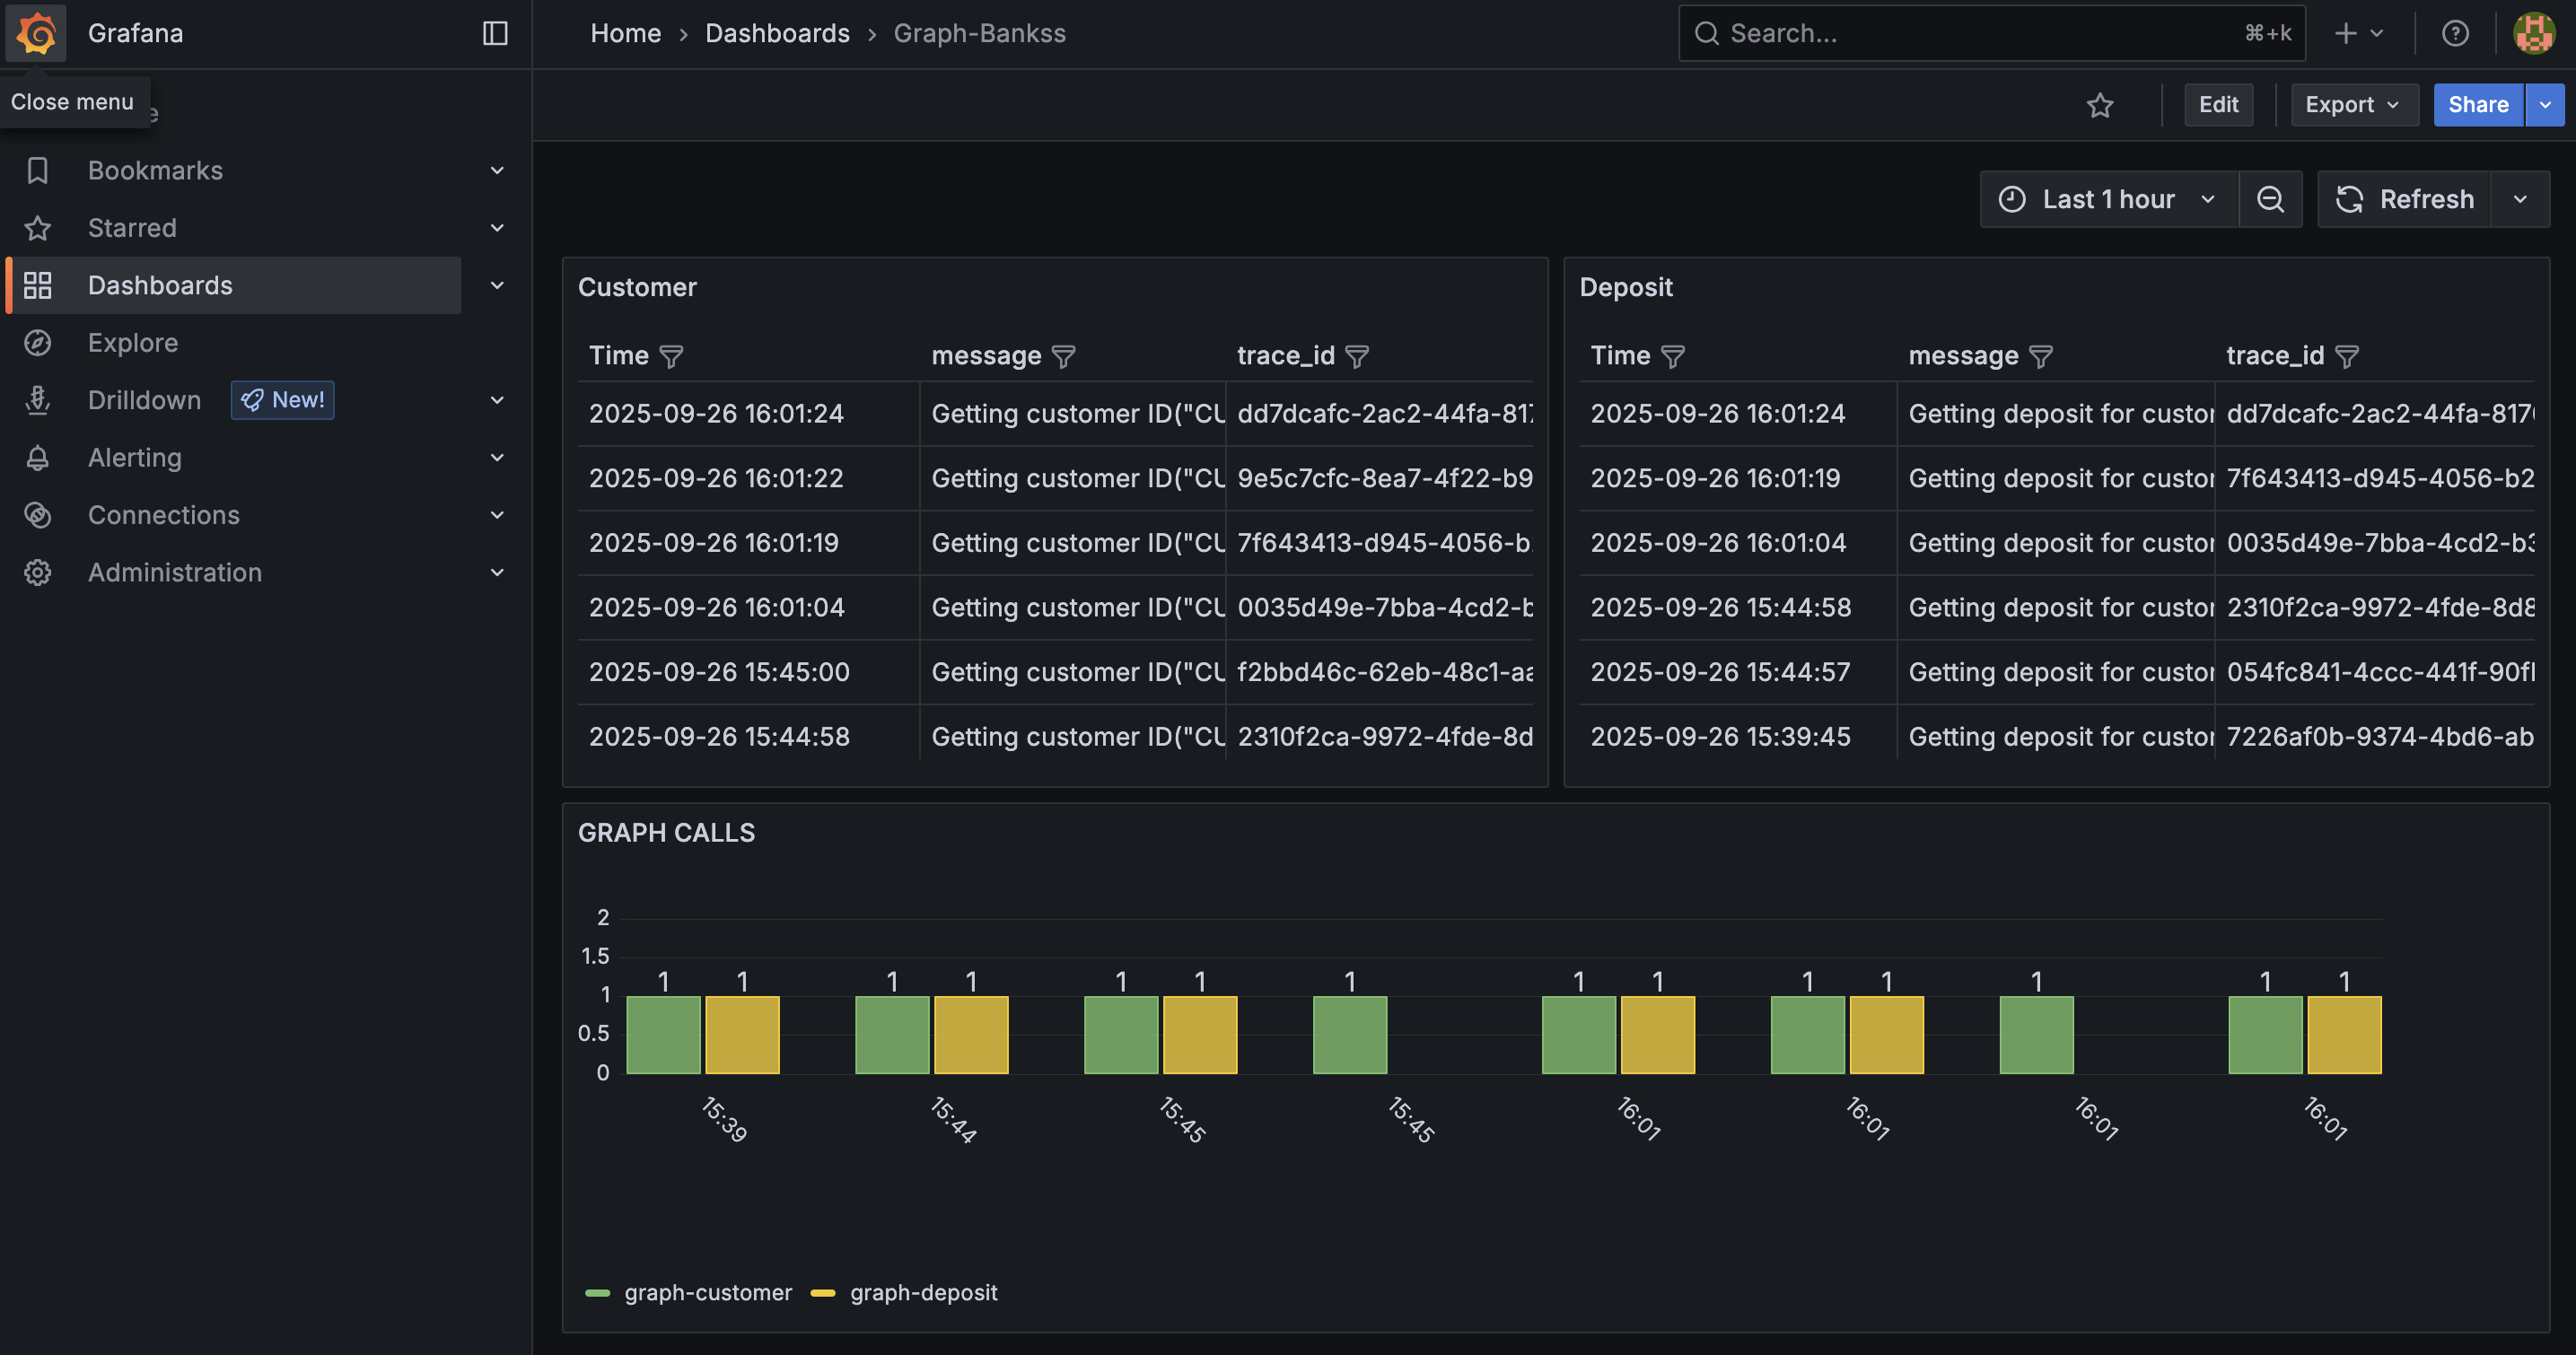 Grafana
Home › Dashboards › Graph-Bankss
Search...
⌘+k
Close menu
Edit
Export
Share
Bookmarks
Starred
Dashboards
Explore
Drilldown New!
Alerting
Connections
Administration
Last 1 hour
Refresh
Customer
Time message trace_id
2025-09-26 16:01:24 Getting customer ID("CU dd7dcafc-2ac2-44fa-817
2025-09-26 16:01:22 Getting customer ID("CU 9e5c7cfc-8ea7-4f22-b9
2025-09-26 16:01:19 Getting customer ID("CU 7f643413-d945-4056-b
2025-09-26 16:01:04 Getting customer ID("CU 0035d49e-7bba-4cd2-b
2025-09-26 15:45:00 Getting customer ID("CU f2bbd46c-62eb-48c1-aa
2025-09-26 15:44:58 Getting customer ID("CU 2310f2ca-9972-4fde-8d
Deposit
Time message trace_id
2025-09-26 16:01:24 Getting deposit for custo dd7dcafc-2ac2-44fa-817
2025-09-26 16:01:19 Getting deposit for custo 7f643413-d945-4056-b2
2025-09-26 16:01:04 Getting deposit for custo 0035d49e-7bba-4cd2-b3
2025-09-26 15:44:58 Getting deposit for custo 2310f2ca-9972-4fde-8d8
2025-09-26 15:44:57 Getting deposit for custo 054fc841-4ccc-441f-90f
2025-09-26 15:39:45 Getting deposit for custo 7226af0b-9374-4bd6-ab
GRAPH CALLS
2
1.5
1
0.5
0
1 1 1 1 1 1 1 1 1 1 1 1 1 1
15:39 15:44 15:45 15:45 16:01 16:01 16:01 16:01
graph-customer graph-deposit